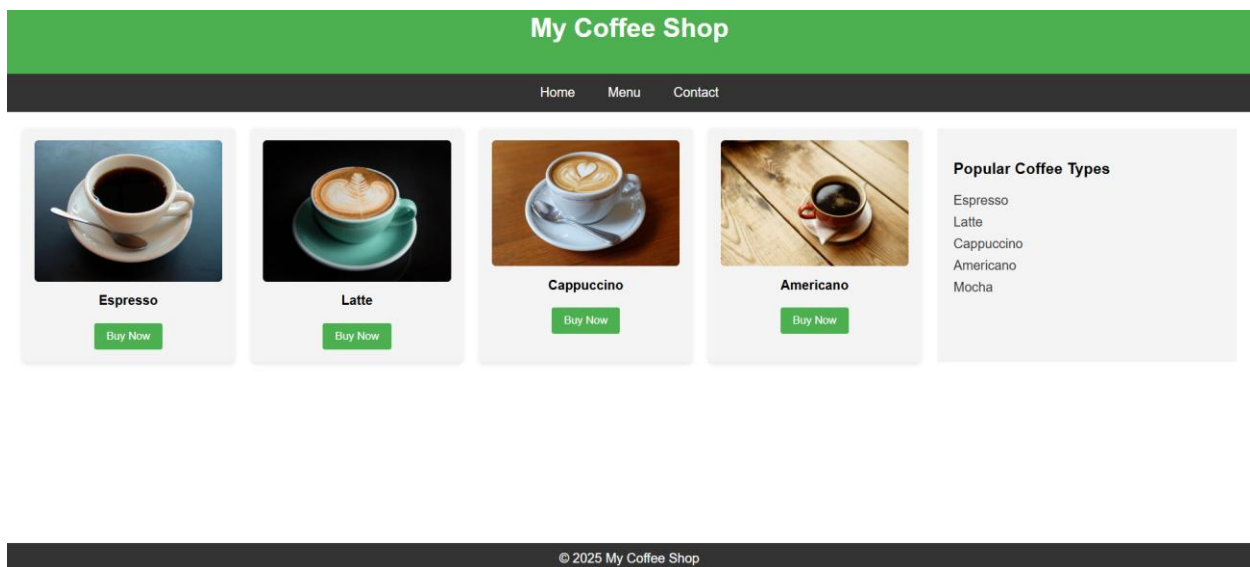 My Coffee Shop
Home Menu Contact
Espresso
Buy Now
Latte
Buy Now
Cappuccino
Buy Now
Americano
Buy Now
Popular Coffee Types
Espresso
Latte
Cappuccino
Americano
Mocha
© 2025 My Coffee Shop